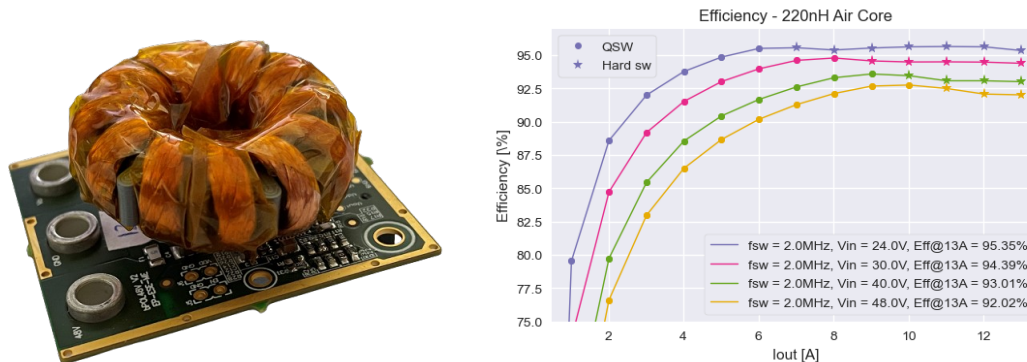 Efficiency - 220nH Air Core
QSW
Hard sw
Efficiency [\%]
95.0
92.5
90.0
87.5
85.0
82.5
80.0
77.5
75.0
fsw = 2.0MHz, Vin = 24.0V, Eff@13A = 95.35%
fsw = 2.0MHz, Vin = 30.0V, Eff@13A = 94.39%
fsw = 2.0MHz, Vin = 40.0V, Eff@13A = 93.01%
fsw = 2.0MHz, Vin = 48.0V, Eff@13A = 92.02%
2 4 6 8 10 12
Iout [A]
GND
48V